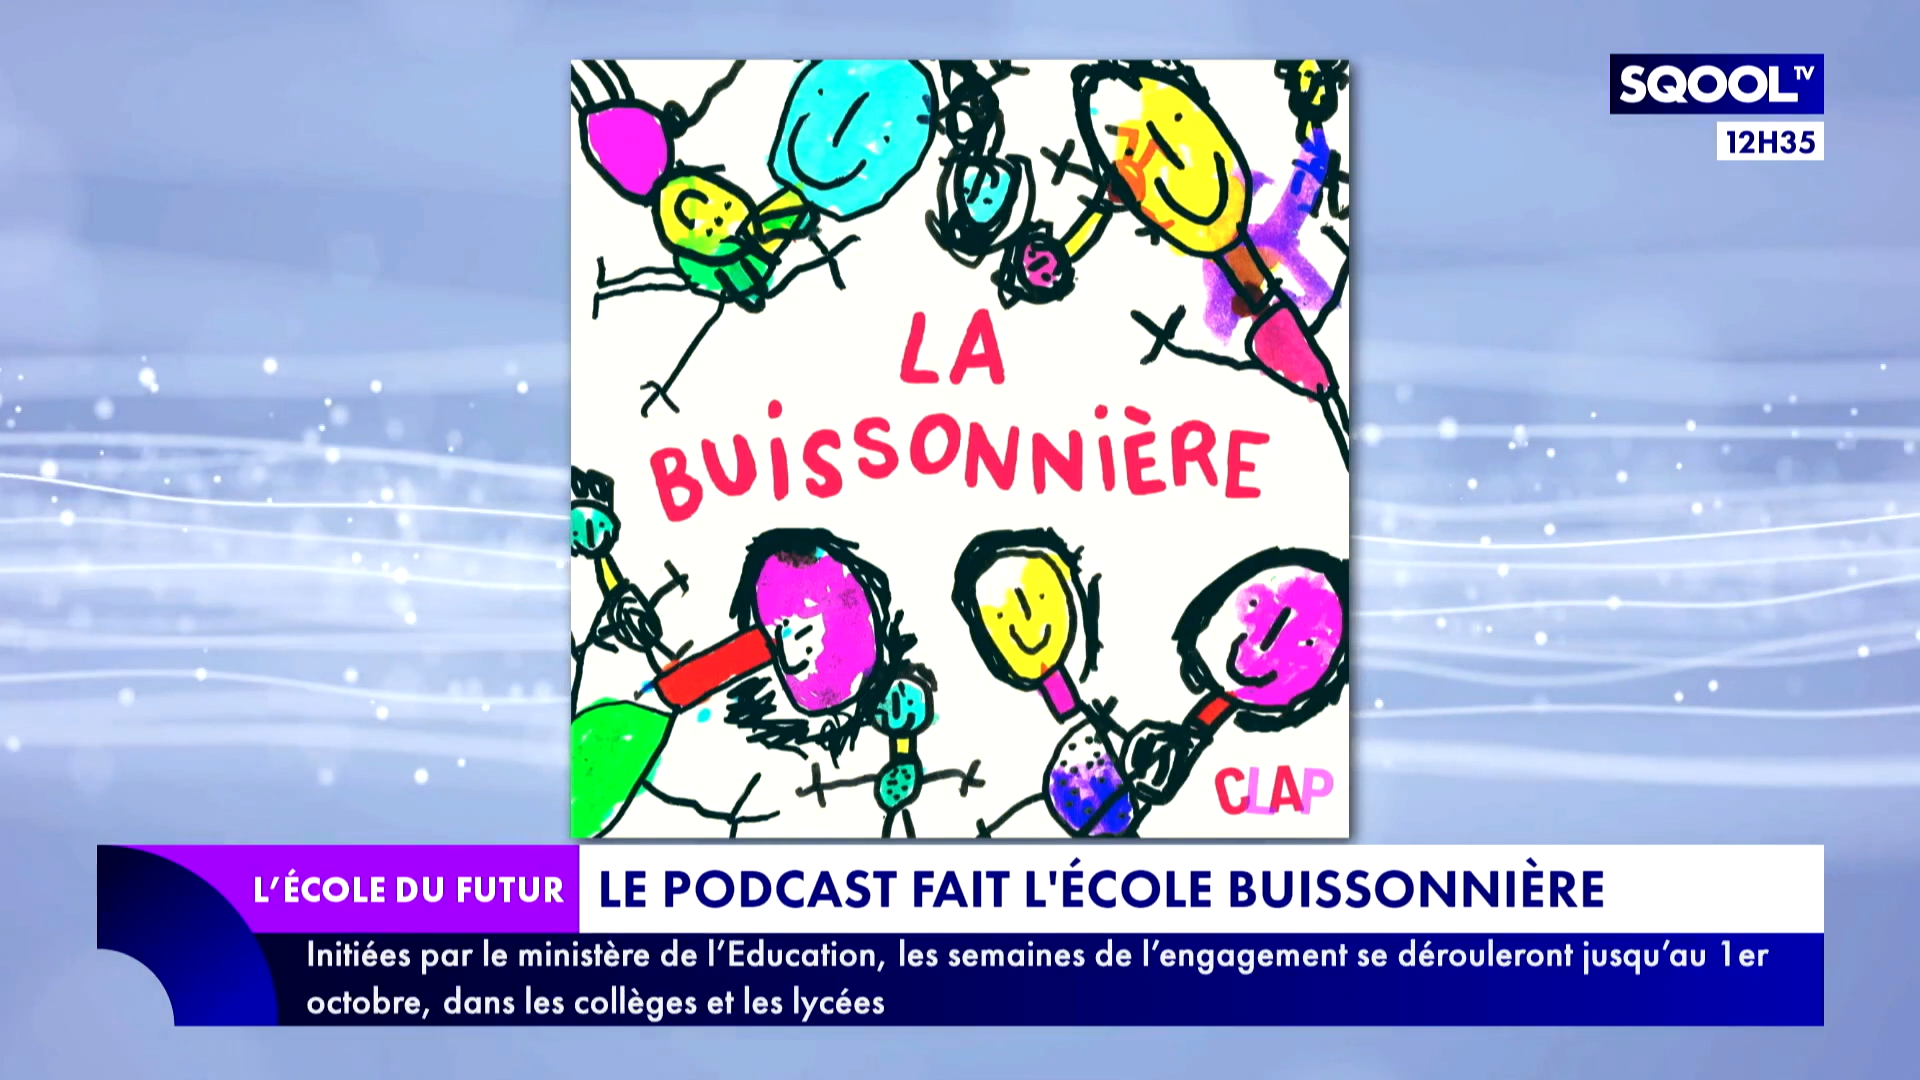 SQOOL TV
12H35
LA
BUISSONNIÈRE
CLAP
L'ÉCOLE DU FUTUR
LE PODCAST FAIT L'ÉCOLE BUISSONNIÈRE
Initiées par le ministère de l'Education, les semaines de l'engagement se dérouleront jusqu'au 1er
octobre, dans les collèges et les lycées